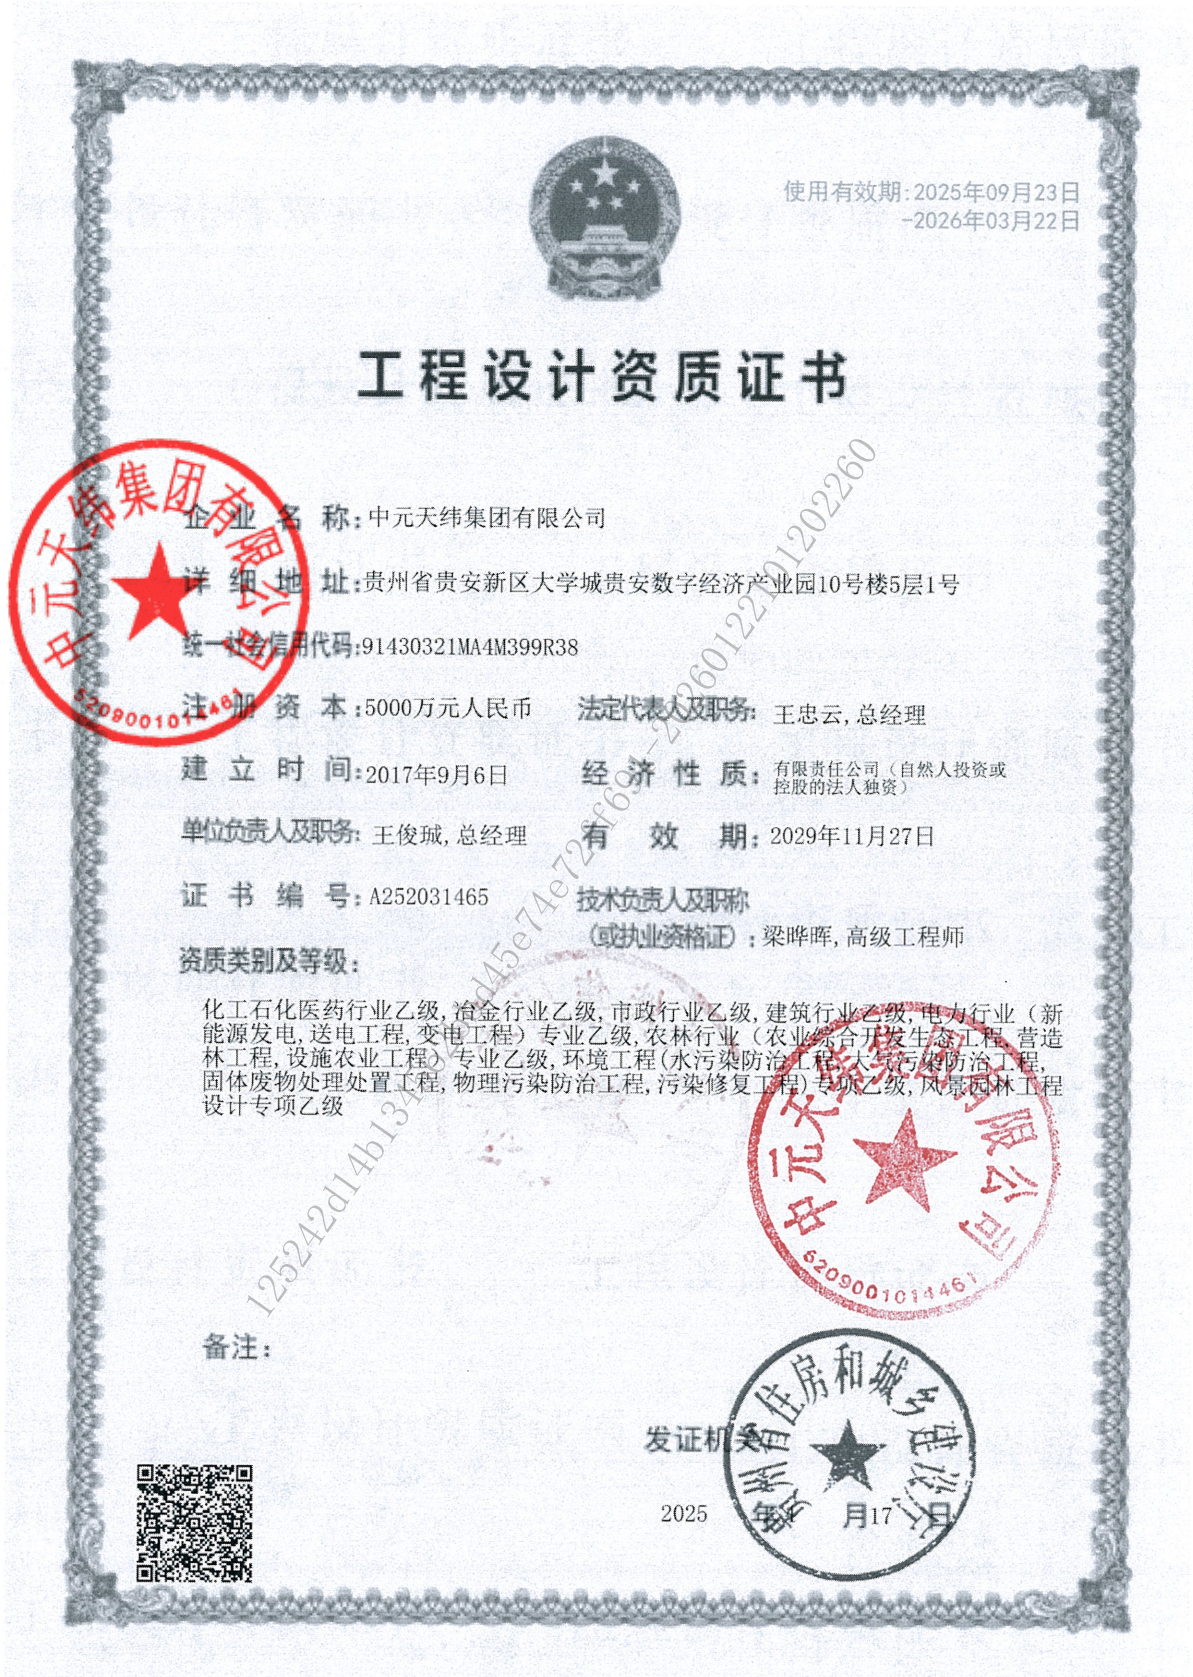 使用有效期:2025年09月23日
-2026年03月22日
工程设计资质证书
企业名称:中元天纬集团有限公司
详细地址:贵州省贵安新区大学城贵安数字经济产业园10号楼5层1号
统一社会信用代码:91430321MA4M399R38
注册资本:5000万元人民币
法定代表人及职务: 王忠云,总经理
建立时间:2017年9月6日
经济性质: 有限责任公司（自然人投资或
控股的法人独资）
单位负责人及职务: 王俊珹,总经理
有效期: 2029年11月27日
证书编号: A252031465
技术负责人及职称
（或执业资格证）: 梁晔晖,高级工程师
资质类别及等级:
化工石化医药行业乙级,冶金行业乙级,市政行业乙级,建筑行业乙级,电力行业（新
能源发电,送电工程,变电工程）专业乙级,农林行业（农业综合开发生态工程,营造
林工程,设施农业工程）专业乙级,环境工程(水污染防治工程,大气污染防治工程,
固体废物处理处置工程,物理污染防治工程,污染修复工程)专项乙级,风景园林工程
设计专项乙级
备注:
发证机关
2025 年 月17日
中元天纬集团有限公司
5209001014461
中元天纬集团有限公司
5209001014461
贵州省住房和城乡建设厅